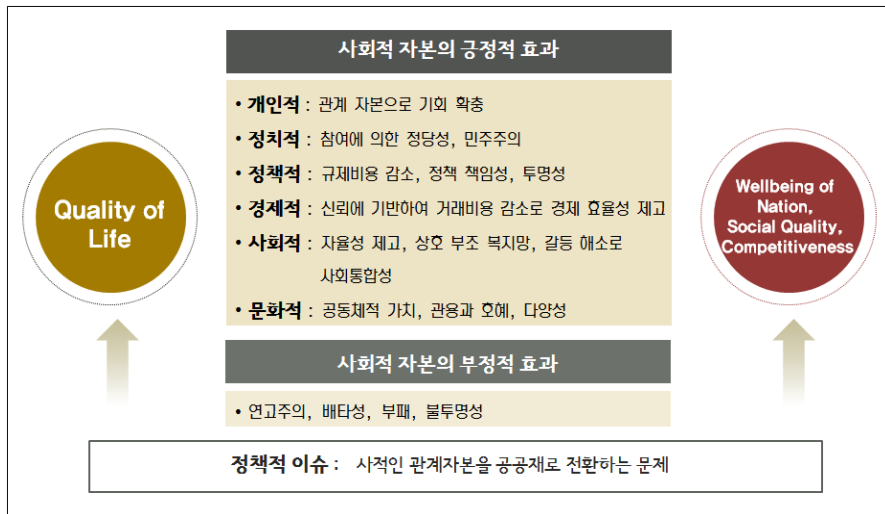 사회적 자본의 긍정적 효과
• 개인적 : 관계 자본으로 기회 확충
• 정치적 : 참여에 의한 정당성, 민주주의
• 정책적 : 규제비용 감소, 정책 책임성, 투명성
• 경제적 : 신뢰에 기반하여 거래비용 감소로 경제 효율성 제고
• 사회적 : 자율성 제고, 상호 부조 복지망, 갈등 해소로
사회통합성
• 문화적 : 공동체적 가치, 관용과 호혜, 다양성
Quality of
Life
Wellbeing of
Nation,
Social Quality,
Competitiveness
사회적 자본의 부정적 효과
• 연고주의, 배타성, 부패, 불투명성
정책적 이슈 : 사적인 관계자본을 공공재로 전환하는 문제